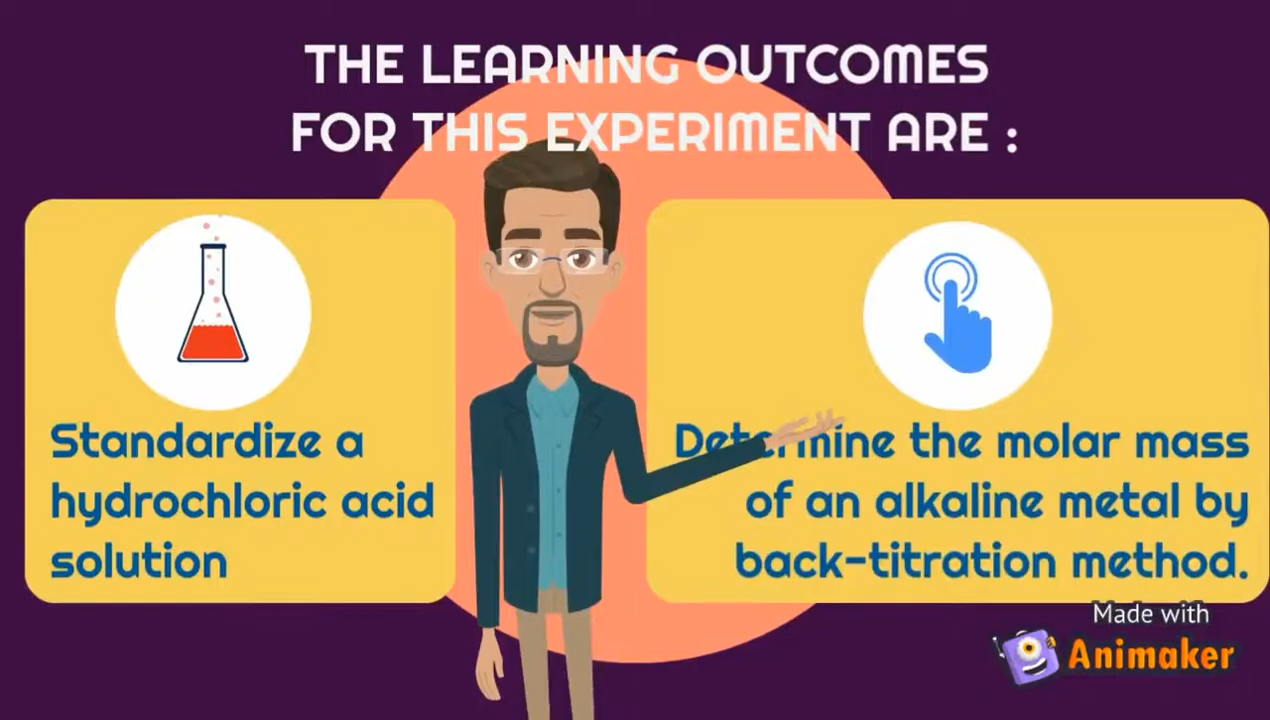 THE LEARNING OUTCOMES
FOR THIS EXPERIMENT ARE :
Standardize a
hydrochloric acid
solution
Determine the molar mass
of an alkaline metal by
back-titration method.
Made with
Animaker